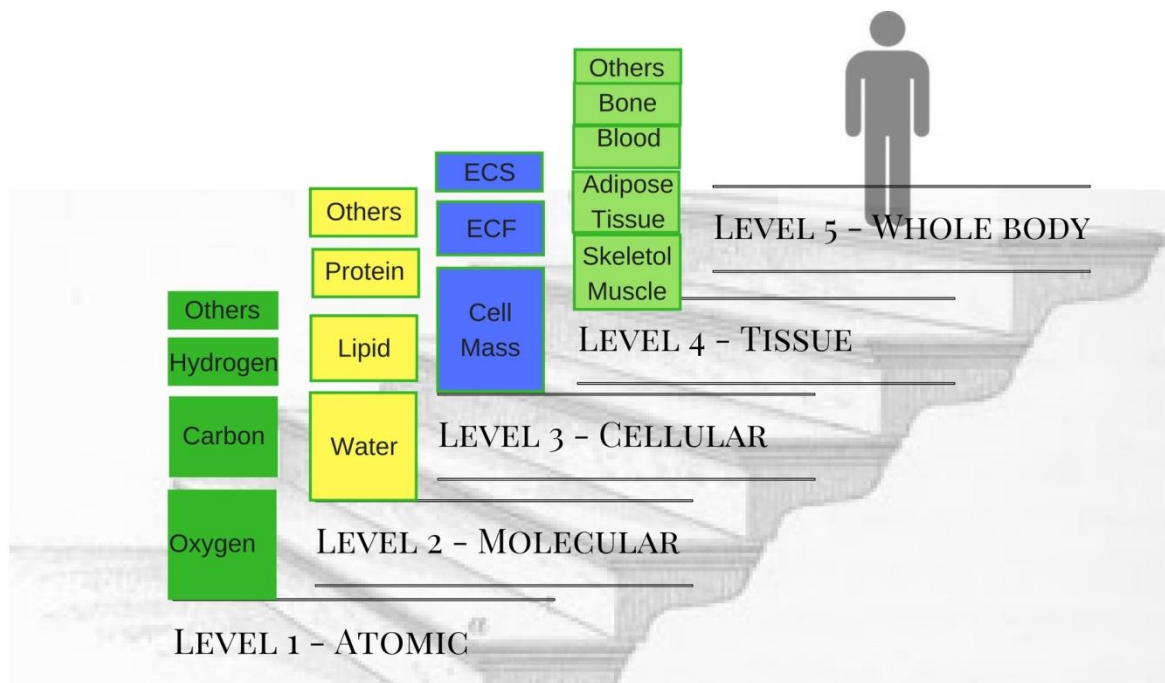 Others
Hydrogen
Carbon
Oxygen
LEVEL 1 - ATOMIC
Others
Protein
Lipid
Water
LEVEL 2 - MOLECULAR
ECS
ECF
Cell
Mass
LEVEL 3 - CELLULAR
Others
Bone
Blood
Adipose
Tissue
Skeletol
Muscle
LEVEL 4 - TISSUE
LEVEL 5 - WHOLE BODY
a